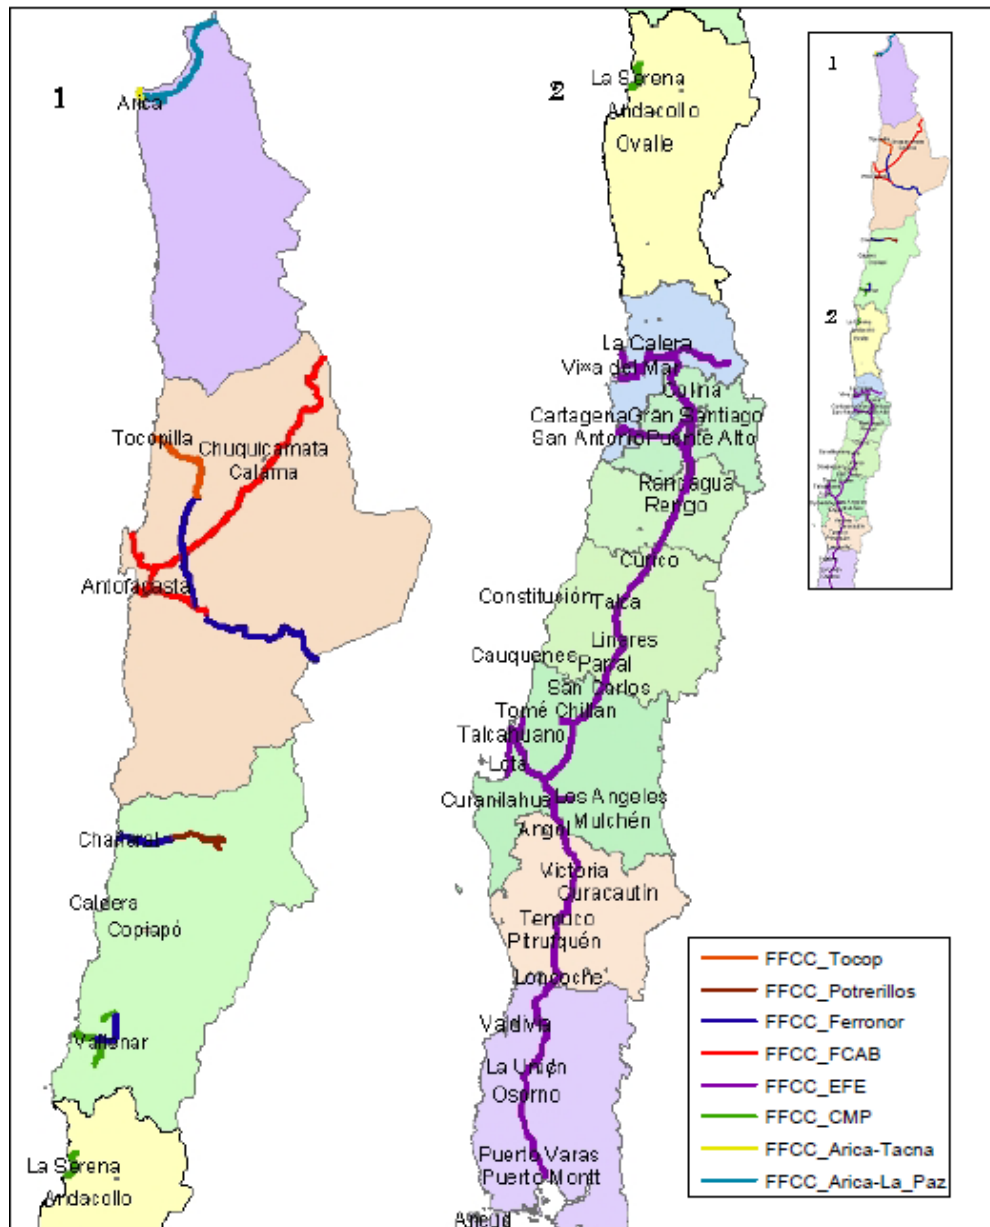 1
Arica
Tocopilla
Chuquicamata
Calama
Antofagasta
Chañaral
Caldera
Copiapó
Vallenar
La Serena
Andacollo
2
La Serena
Andacollo
Ovalle
La Calera
Vi»a del Mar
Colina
Cartagena
Gran Santiago
San Antonio
Puente Alto
Rancagua
Rengo
Curico
Constitución
Talca
Linares
Cauquenes
Parral
San Carlos
Tomé
Chillan
Talcahuano
Lota
Curanilahue
Los Angeles
Mulchén
Angol
Victoria
Curacautín
Temuco
Pitrufquén
Loncoche
Valdivia
La Unión
Osorno
Puerto Varas
Puerto Montt
Ancud
1
2
FFCC_Tocop
FFCC_Potrerillos
FFCC_Ferronor
FFCC_FCAB
FFCC_EFE
FFCC_CMP
FFCC_Arica-Tacna
FFCC_Arica-La_Paz